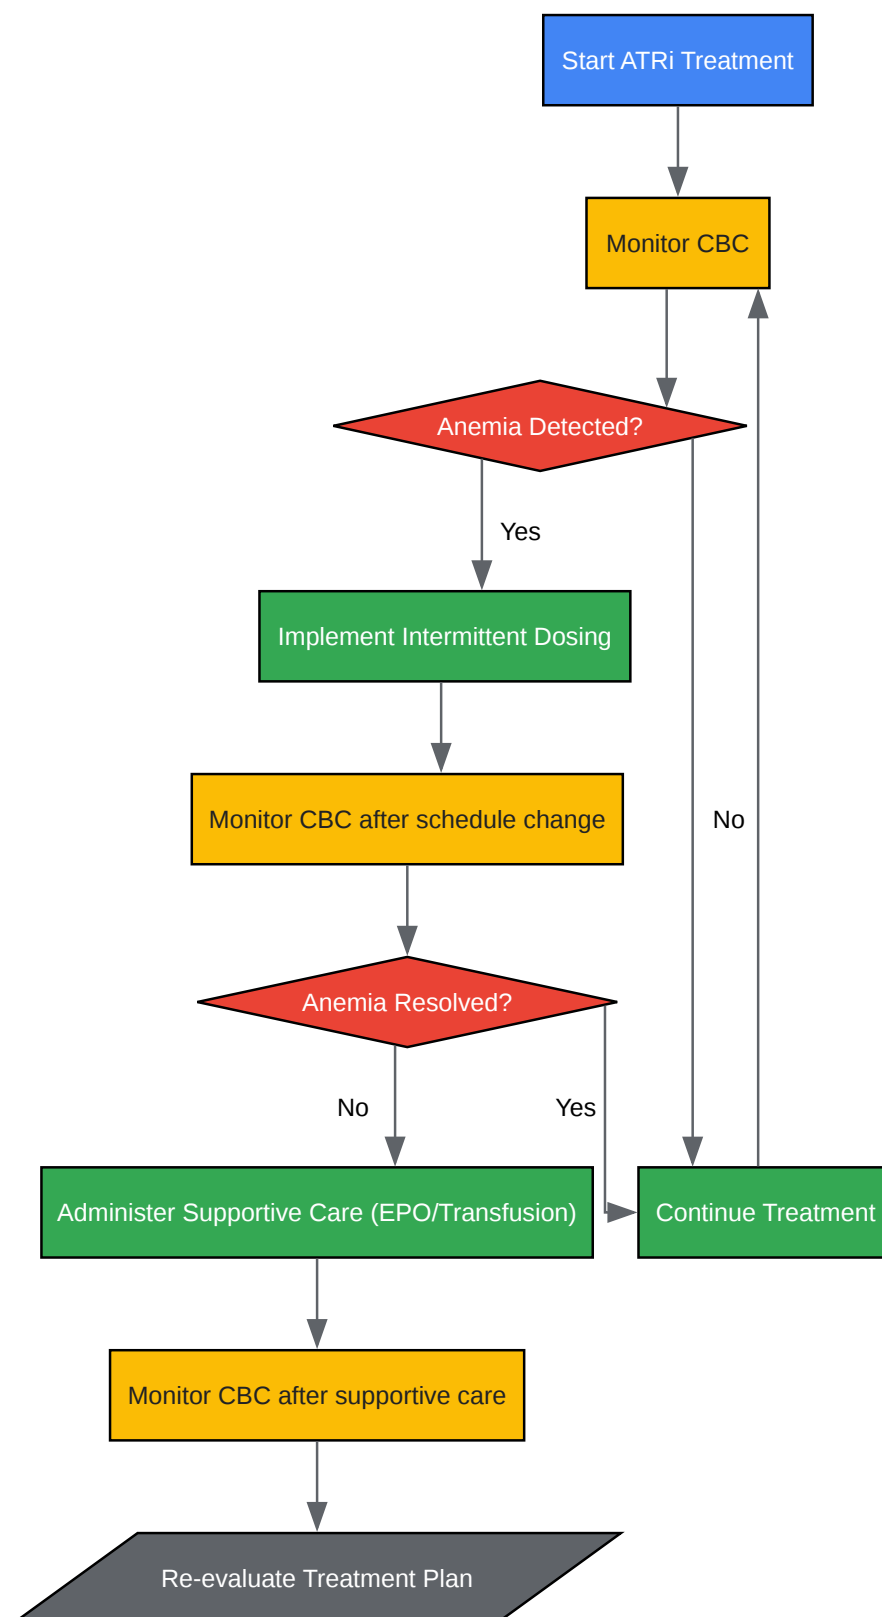 Start ATRi Treatment
Monitor CBC
Anemia Detected?
Yes
Implement Intermittent Dosing
Monitor CBC after schedule change
No
Anemia Resolved?
No
Yes
Administer Supportive Care (EPO/Transfusion)
Continue Treatment
Monitor CBC after supportive care
Re-evaluate Treatment Plan